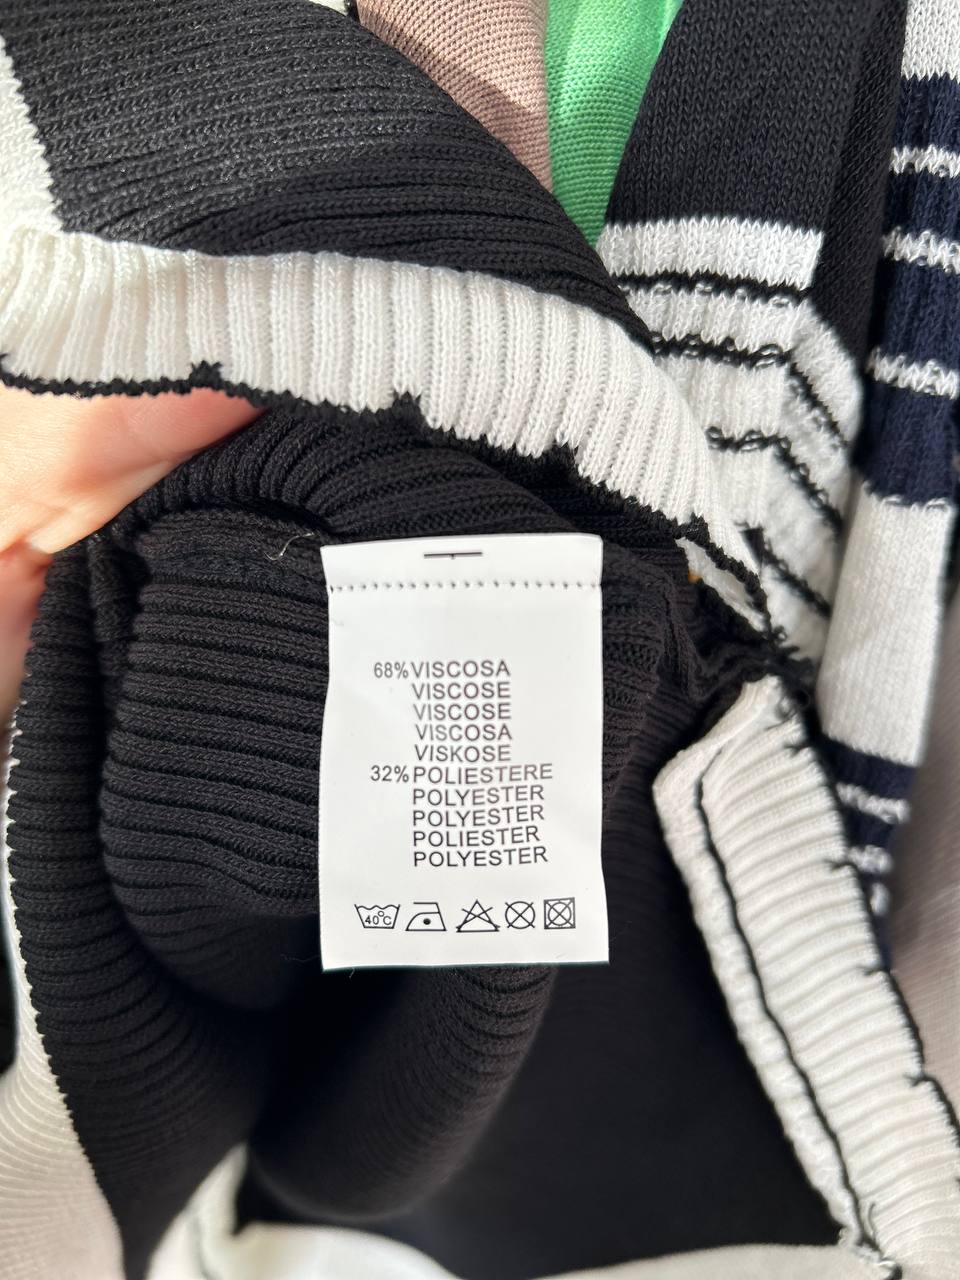 68%VISCOSA
VISCOSE
VISCOSE
VISCOSA
VISKOSE
32%POLIESTERE
POLYESTER
POLYESTER
POLIESTER
POLYESTER
40°C